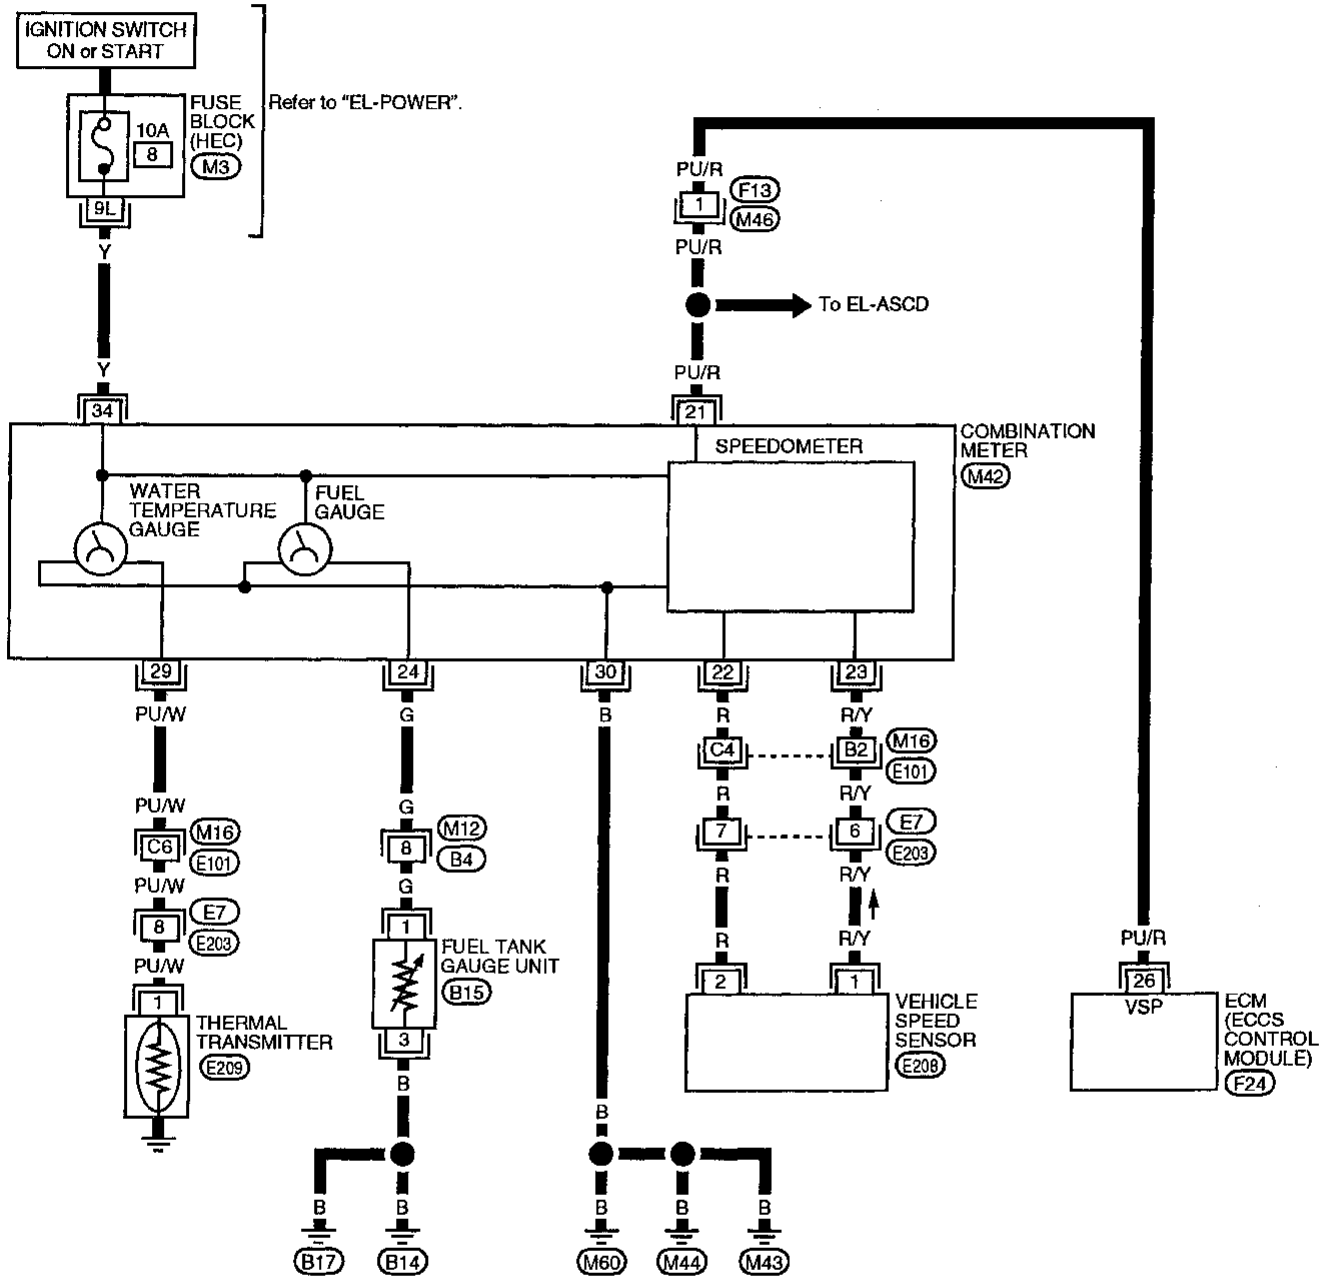 IGNITION SWITCH
ON or START
FUSE
BLOCK
(HEC)
M3
10A
8
9L
Refer to "EL-POWER".
Y
Y
34
PU/R
1
F13
M46
PU/R
To EL-ASCD
PU/R
21
COMBINATION
METER
M42
SPEEDOMETER
WATER
TEMPERATURE
GAUGE
FUEL
GAUGE
29
24
30
22
23
PU/W
G
B
R
R/Y
C4
B2
M16
E101
R
R/Y
7
6
E7
E203
R
R/Y
R
R/Y
2
1
VEHICLE
SPEED
SENSOR
E208
PU/W
C6
M16
E101
PU/W
8
E7
E203
PU/W
1
THERMAL
TRANSMITTER
E209
G
8
M12
B4
G
1
FUEL TANK
GAUGE UNIT
B15
3
B
B
B
B17
B14
B
B
B
B
M60
M44
M43
PU/R
26
VSP
ECM
(ECCS
CONTROL
MODULE)
F24